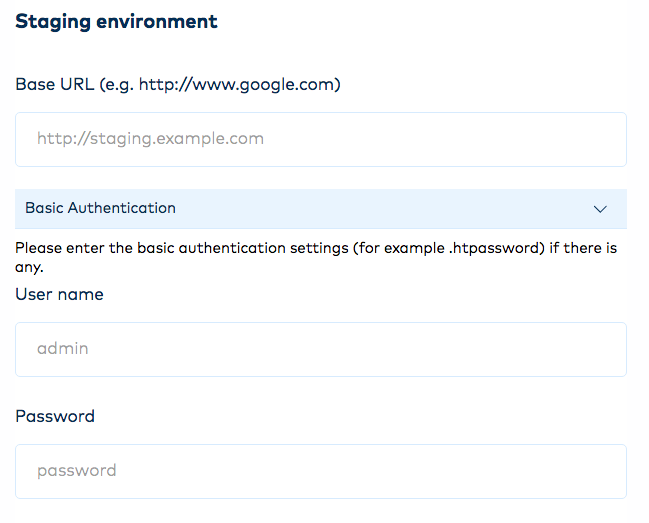 Staging environment
Base URL (e.g. http://www.google.com)
http://staging.example.com
Basic Authentication
Please enter the basic authentication settings (for example .htpassword) if there is
any.
User name
admin
Password
password